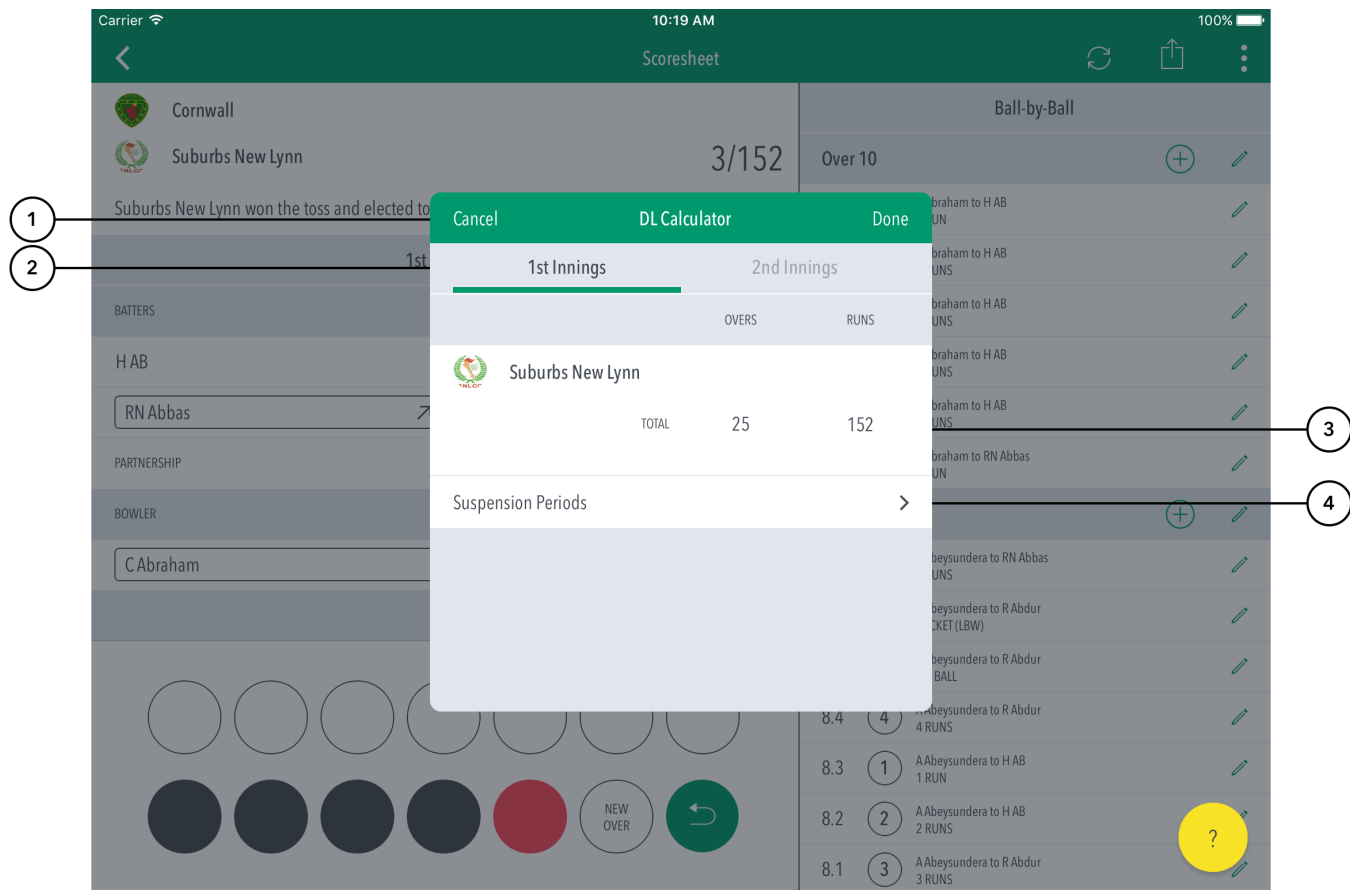 Carrier 10:19 AM 100%
Scoresheet
Cornwall
Suburbs New Lynn 3/152
Suburbs New Lynn won the toss and elected to
1st
BATTERS
H AB
RN Abbas
PARTNERSHIP
BOWLER
C Abraham
NEW
OVER
1
2
Cancel DL Calculator Done
1st Innings 2nd Innings
OVERS RUNS
Suburbs New Lynn
TOTAL 25 152
Suspension Periods
3
4
Ball-by-Ball
Over 10
braham to H AB
UN
braham to H AB
UNS
braham to H AB
UNS
braham to H AB
UNS
braham to H AB
UNS
braham to RN Abbas
UN
beysundera to RN Abbas
UNS
beysundera to R Abdur
CKET (LBW)
beysundera to R Abdur
BALL
8.4 4 A Abeysundera to R Abdur
4 RUNS
8.3 1 A Abeysundera to H AB
1 RUN
8.2 2 A Abeysundera to H AB
2 RUNS
8.1 3 A Abeysundera to R Abdur
3 RUNS
?